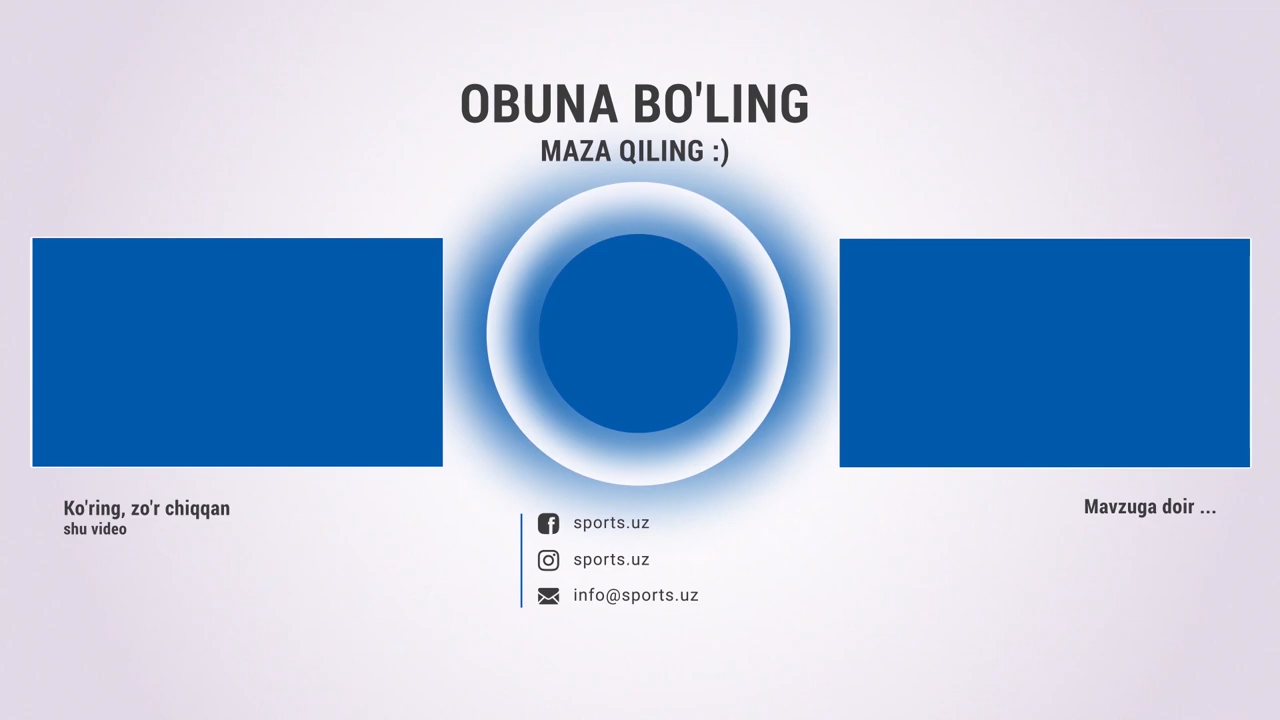 OBUNA BO'LING
MAZA QILING :)
Ko'ring, zo'r chiqqan
shu video
Mavzuga doir ...
sports.uz
sports.uz
info@sports.uz